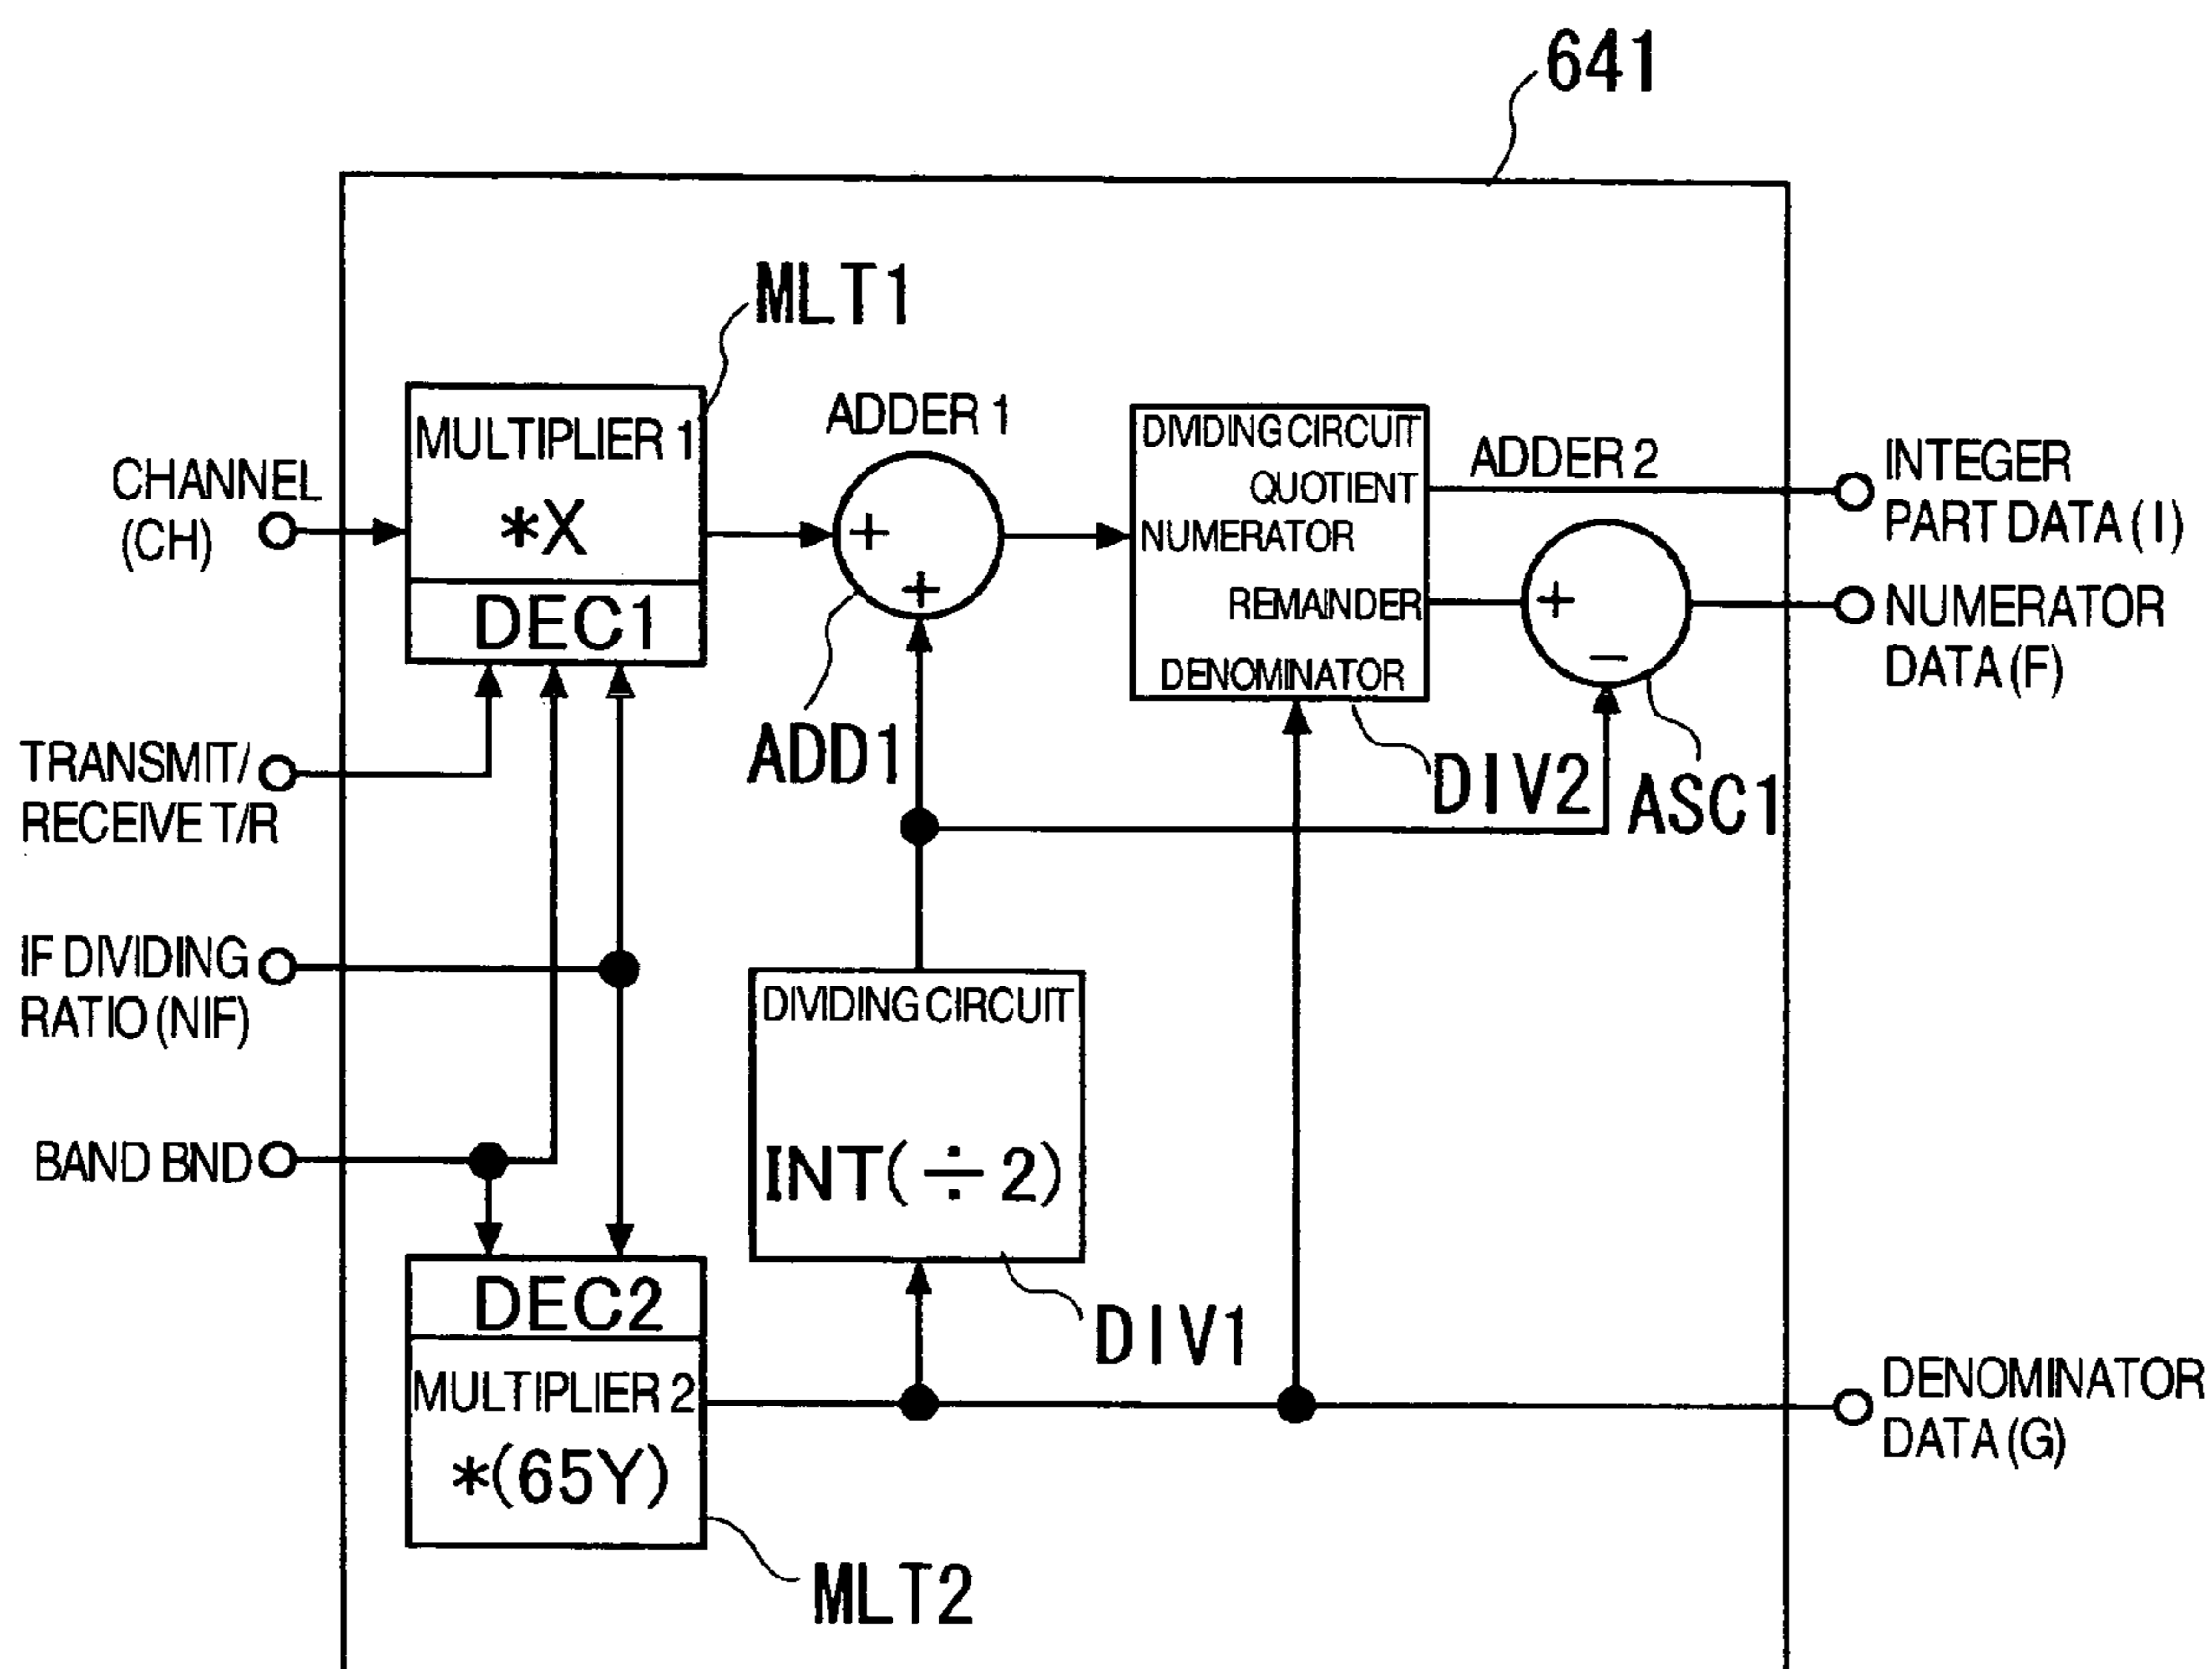 641
MLT1
MULTIPLIER 1
*X
DEC1
ADDER 1
+
+
ADD1
CHANNEL
(CH)
TRANSMIT/
RECEIVE T/R
IF DIVIDING
RATIO (NIF)
BAND BND
DIVIDING CIRCUIT
QUOTIENT
NUMERATOR
REMAINDER
DENOMINATOR
DIV2
ADDER 2
+
−
ASC1
INTEGER
PART DATA (I)
NUMERATOR
DATA (F)
DIVIDING CIRCUIT
INT(÷2)
DIV1
DEC2
MULTIPLIER 2
*(65Y)
MLT2
DENOMINATOR
DATA (G)